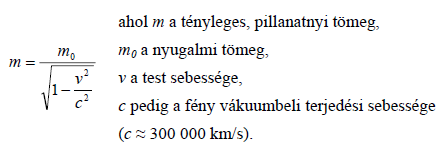 ahol m a tényleges, pillanatnyi tömeg,
m₀ a nyugalmi tömeg,
m = m₀ / √(1 − v²/c²)
v a test sebessége,
c pedig a fény vákuumbeli terjedési sebessége
(c ≈ 300 000 km/s).